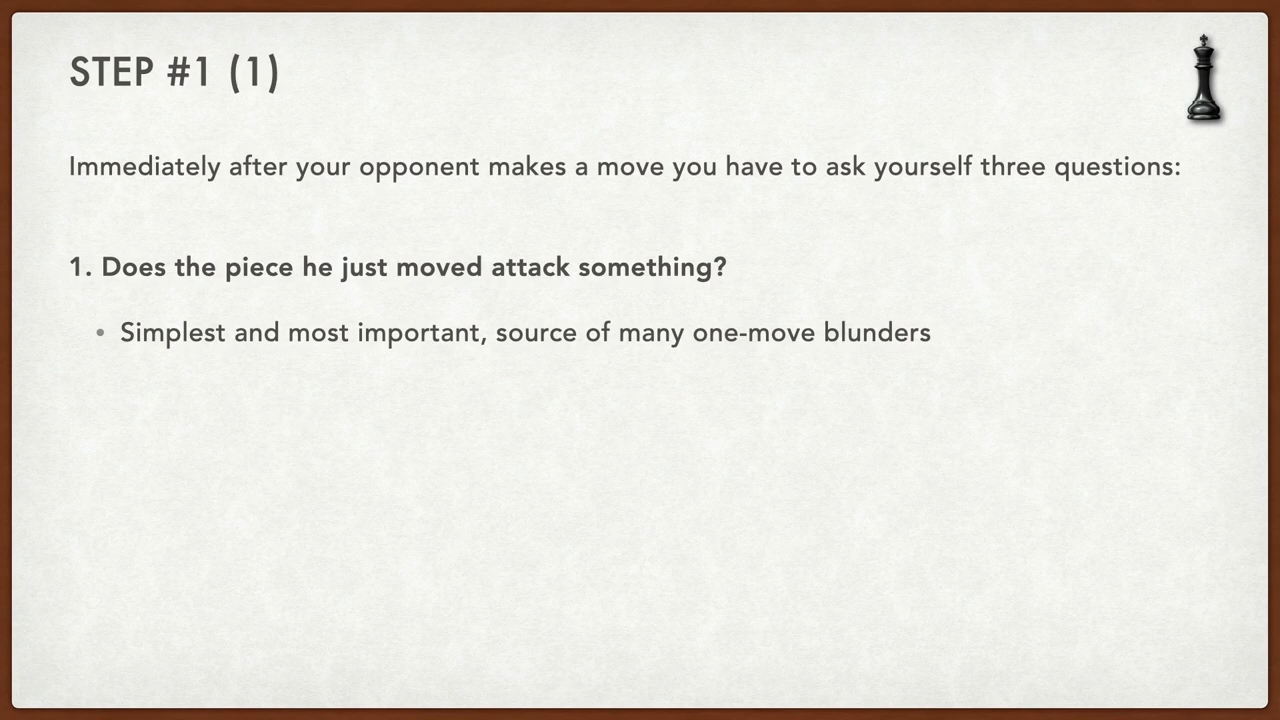 STEP #1 (1)
Immediately after your opponent makes a move you have to ask yourself three questions:
1. Does the piece he just moved attack something?
• Simplest and most important, source of many one-move blunders